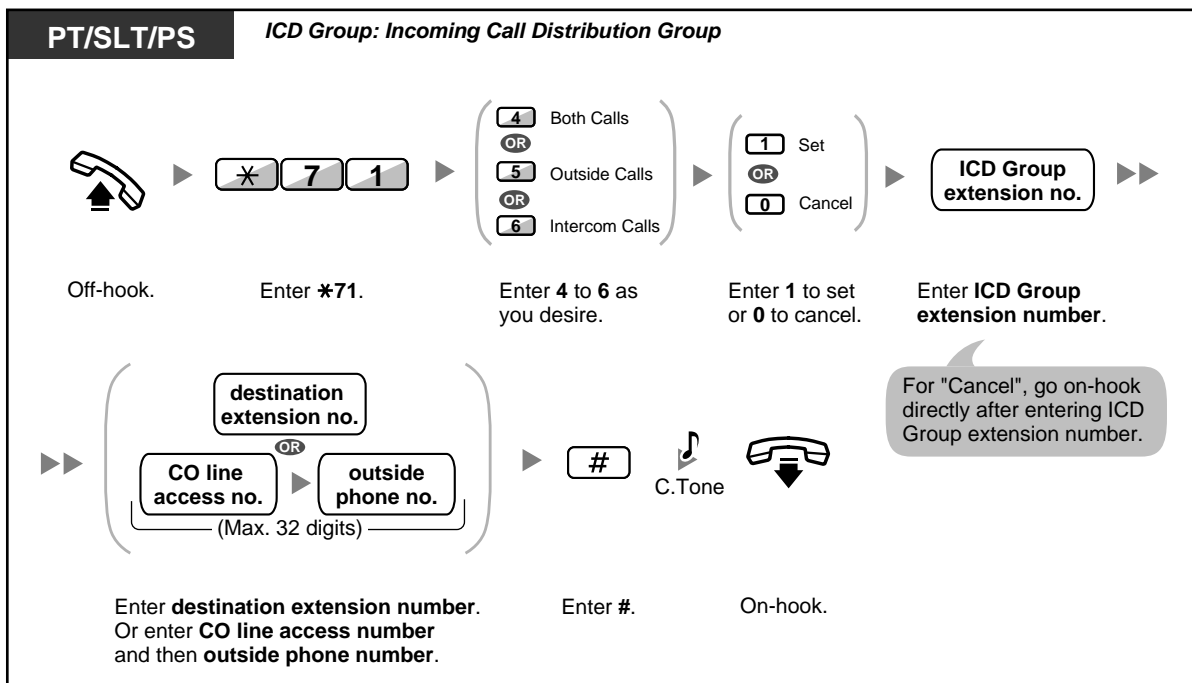 PT/SLT/PS
ICD Group: Incoming Call Distribution Group
4 Both Calls
OR
5 Outside Calls
OR
6 Intercom Calls
1 Set
OR
0 Cancel
ICD Group
extension no.
* 7 1
Off-hook.
Enter *71.
Enter 4 to 6 as
you desire.
Enter 1 to set
or 0 to cancel.
Enter ICD Group
extension number.
For "Cancel", go on-hook
directly after entering ICD
Group extension number.
destination
extension no.
OR
CO line
access no.
outside
phone no.
(Max. 32 digits)
#
C.Tone
Enter destination extension number.
Or enter CO line access number
and then outside phone number.
Enter #.
On-hook.